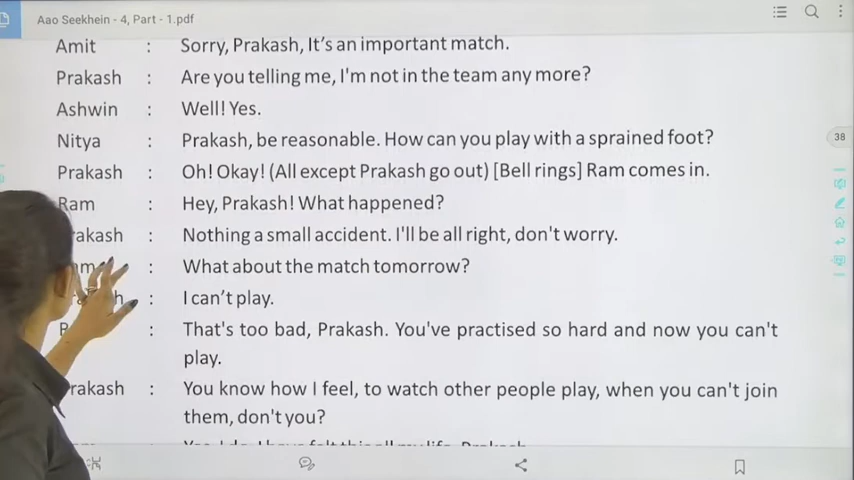 Aao Seekhein - 4, Part - 1.pdf
Amit : Sorry, Prakash, It's an important match.
Prakash : Are you telling me, I'm not in the team any more?
Ashwin : Well! Yes.
Nitya : Prakash, be reasonable. How can you play with a sprained foot?
Prakash : Oh! Okay! (All except Prakash go out) [Bell rings] Ram comes in.
Ram : Hey, Prakash! What happened?
rakash : Nothing a small accident. I'll be all right, don't worry.
: What about the match tomorrow?
: I can't play.
: That's too bad, Prakash. You've practised so hard and now you can't
play.
rakash : You know how I feel, to watch other people play, when you can't join
them, don't you?
38